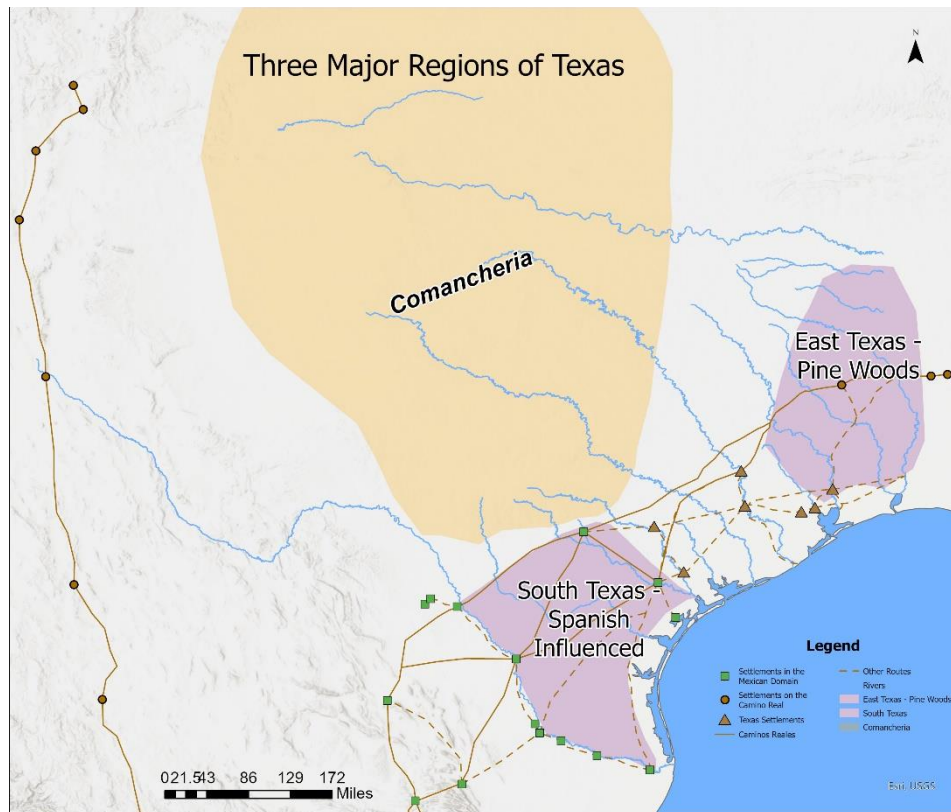 Three Major Regions of Texas
N
Comancheria
East Texas -
Pine Woods
South Texas -
Spanish
Influenced
Legend
Settlements in the
Mexican Domain
Settlements on the
Camino Real
Texas Settlements
Caminos Reales
Other Routes
Rivers
East Texas - Pine Woods
South Texas
Comancheria
021.543 86 129 172
Miles
Esri, USGS